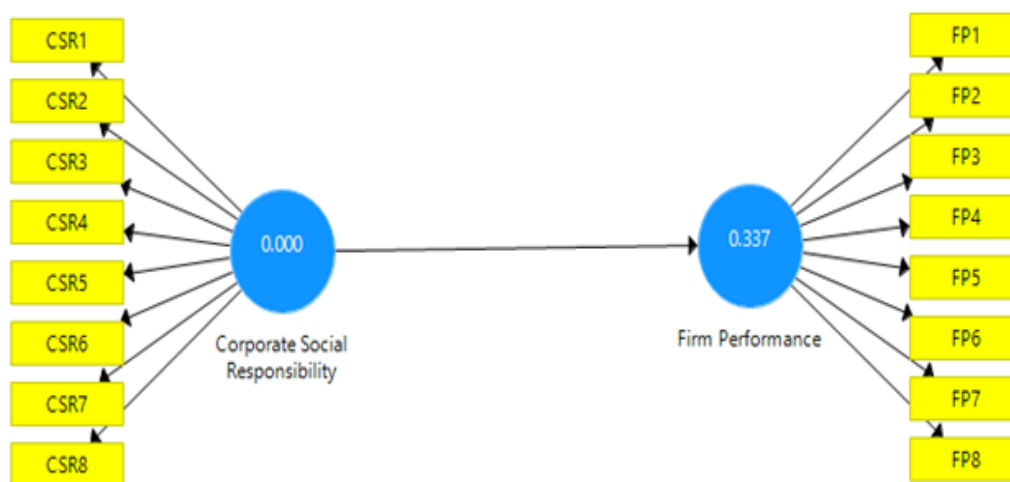 CSR1
CSR2
CSR3
CSR4
CSR5
CSR6
CSR7
CSR8
0.000
Corporate Social
Responsibility
0.337
Firm Performance
FP1
FP2
FP3
FP4
FP5
FP6
FP7
FP8